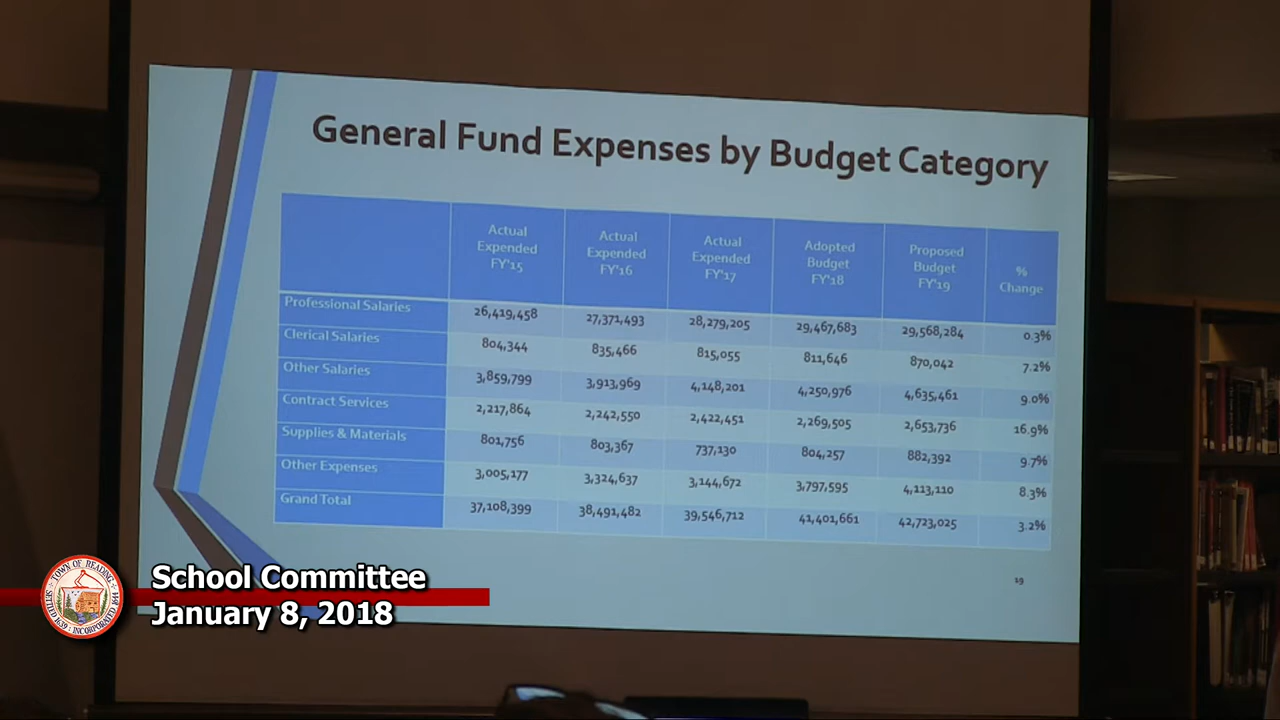 General Fund Expenses by Budget Category
Actual Expended FY'15 Actual Expended FY'16 Actual Expended FY'17 Adopted Budget FY'18 Proposed Budget FY'19 % Change
Professional Salaries 26,419,458 27,371,493 28,279,205 29,467,683 29,568,284 0.3%
Clerical Salaries 804,344 835,466 815,055 811,646 870,042 7.2%
Other Salaries 3,859,799 3,913,969 4,148,201 4,250,976 4,635,461 9.0%
Contract Services 2,217,864 2,242,550 2,422,451 2,269,505 2,653,736 16.9%
Supplies & Materials 801,756 803,367 737,130 804,257 882,392 9.7%
Other Expenses 3,005,177 3,324,637 3,144,672 3,797,595 4,113,110 8.3%
Grand Total 37,108,399 38,491,482 39,546,712 41,401,661 42,723,025 3.2%
19
School Committee
January 8, 2018
TOWN OF READING
SETTLED 1639 INCORPORATED 1644